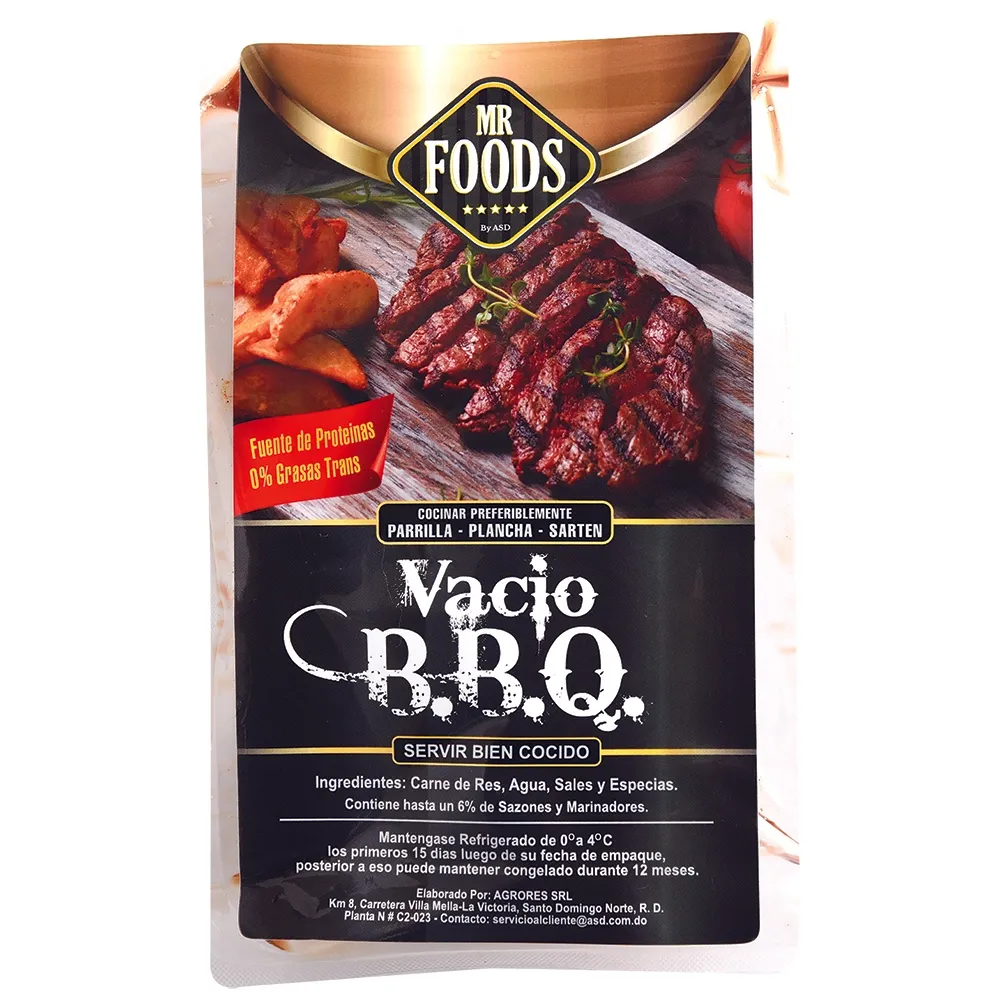 MR
FOODS
By ASD
Fuente de Proteinas
0% Grasas Trans
COCINAR PREFERIBLEMENTE
PARRILLA - PLANCHA - SARTEN
Vacio
B.B.Q.
SERVIR BIEN COCIDO
Ingredientes: Carne de Res, Agua, Sales y Especias.
Contiene hasta un 6% de Sazones y Marinadores.
Mantengase Refrigerado de 0ºa 4ºC
los primeros 15 dias luego de su fecha de empaque,
posterior a eso puede mantener congelado durante 12 meses.
Elaborado Por: AGRORES SRL
Km 8, Carretera Villa Mella-La Victoria, Santo Domingo Norte, R. D.
Planta N # C2-023 - Contacto: servicioalcliente@asd.com.do